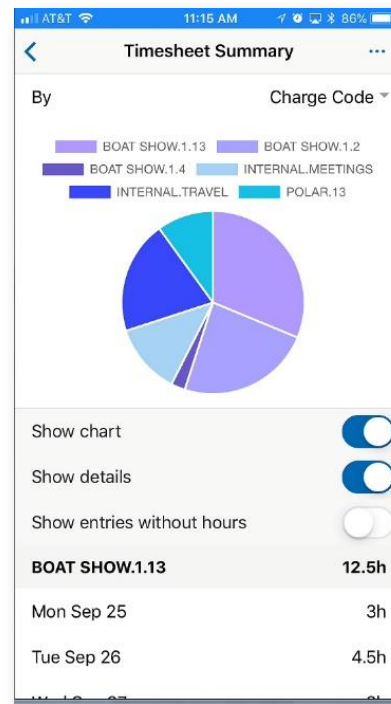 AT&T 11:15 AM 86%
Timesheet Summary ...
By Charge Code
BOAT SHOW.1.13 BOAT SHOW.1.2
BOAT SHOW.1.4 INTERNAL.MEETINGS
INTERNAL.TRAVEL POLAR.13
Show chart
Show details
Show entries without hours
BOAT SHOW.1.13 12.5h
Mon Sep 25 3h
Tue Sep 26 4.5h